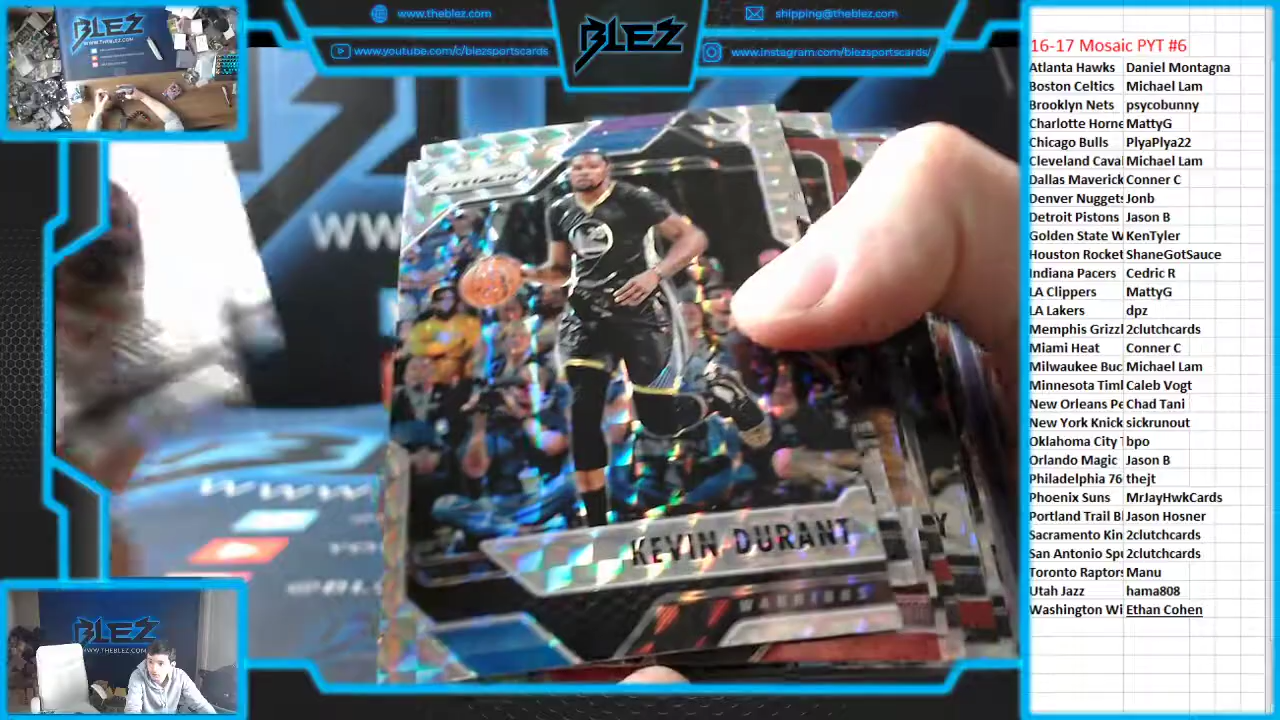 BLEZ
WWW.THEBLEZ.COM
www.theblez.com
www.youtube.com/c/blezsportscards
BLEZ
shipping@theblez.com
www.instagram.com/blezsportscards/
16-17 Mosaic PYT #6
Atlanta Hawks Daniel Montagna
Boston Celtics Michael Lam
Brooklyn Nets psycobunny
Charlotte Horne MattyG
Chicago Bulls PlyaPlya22
Cleveland Caval Michael Lam
Dallas Maverick Conner C
Denver Nuggets Jonb
Detroit Pistons Jason B
Golden State W KenTyler
Houston Rocket ShaneGotSauce
Indiana Pacers Cedric R
LA Clippers MattyG
LA Lakers dpz
Memphis Grizzl 2clutchcards
Miami Heat Conner C
Milwaukee Buc Michael Lam
Minnesota Timl Caleb Vogt
New Orleans Pe Chad Tani
New York Knick sickrunout
Oklahoma City bpo
Orlando Magic Jason B
Philadelphia 76 thejt
Phoenix Suns MrJayHwkCards
Portland Trail Bl Jason Hosner
Sacramento Kin 2clutchcards
San Antonio Spu 2clutchcards
Toronto Raptors Manu
Utah Jazz hama808
Washington Wi Ethan Cohen
PRIZM
KEVIN DURANT
WARRIORS
WWW
BLEZ
WWW.THEBLEZ.COM